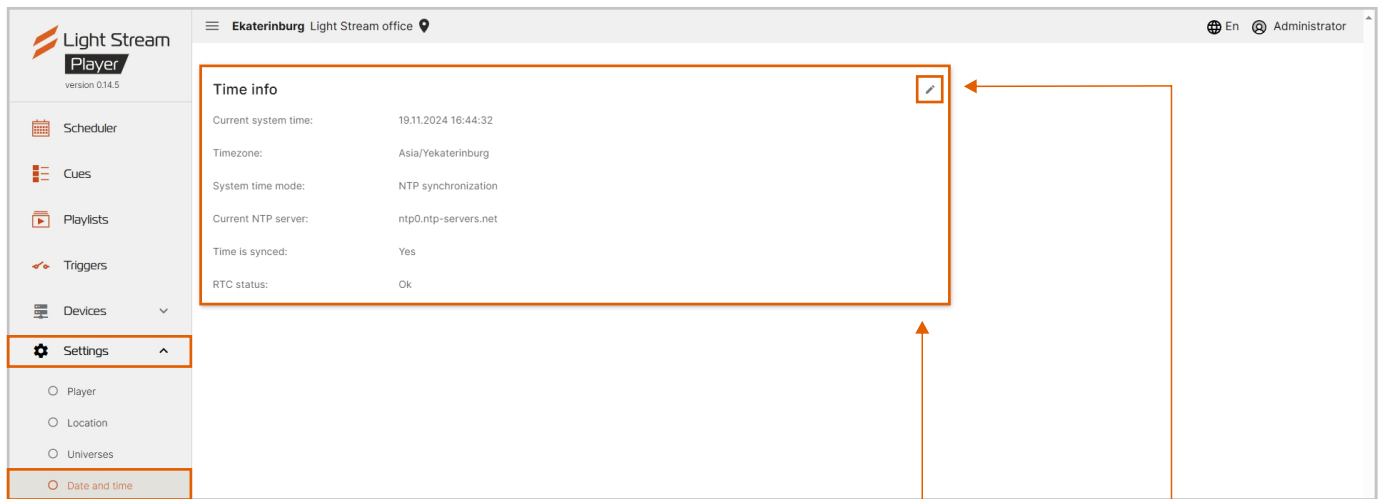 Light Stream
Player
version 0.14.5
Ekaterinburg Light Stream office
En Administrator
Scheduler
Cues
Playlists
Triggers
Devices
Settings
Player
Location
Universes
Date and time
Time info
Current system time: 19.11.2024 16:44:32
Timezone: Asia/Yekaterinburg
System time mode: NTP synchronization
Current NTP server: ntp0.ntp-servers.net
Time is synced: Yes
RTC status: Ok